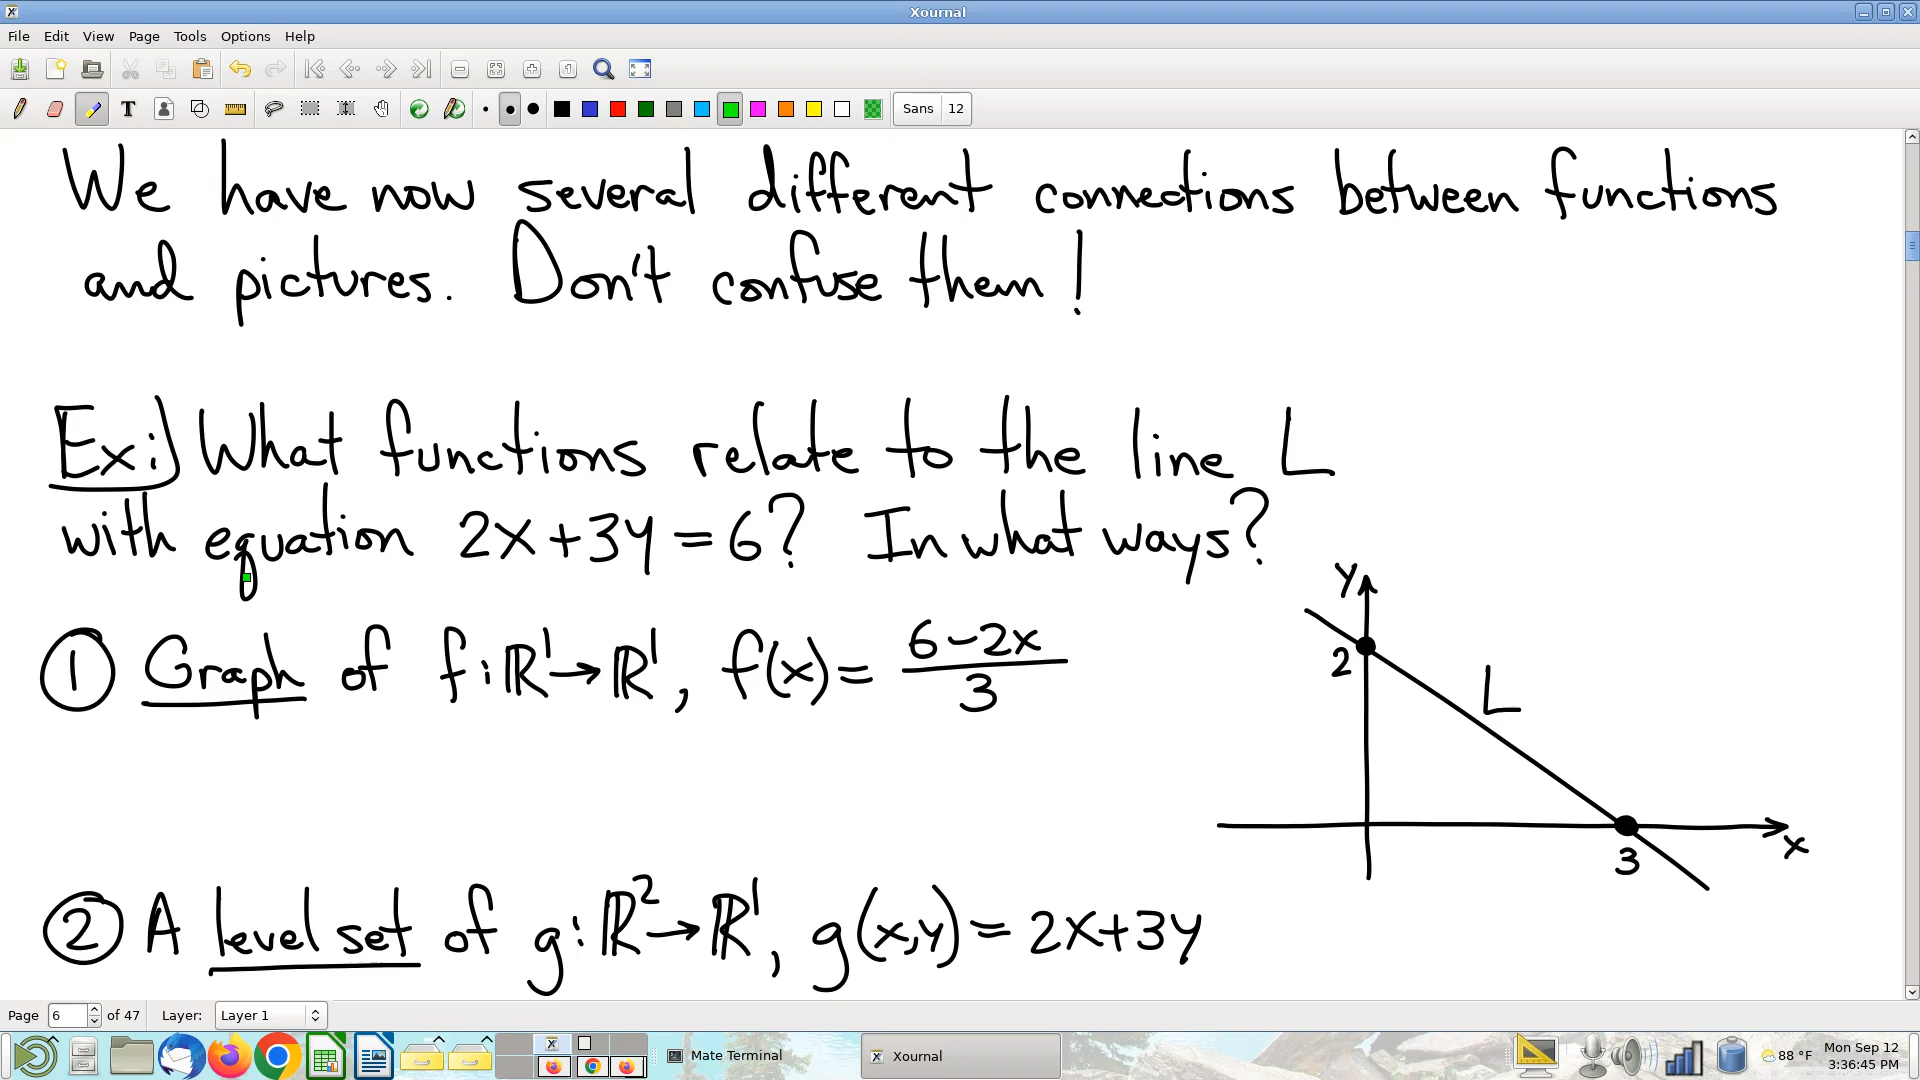 Xournal
File Edit View Page Tools Options Help
Sans 12
We have now several different connections between functions
and pictures. Don't confuse them!
Ex: What functions relate to the line L
with equation 2x+3y=6? In what ways?
① Graph of f:ℝ¹→ℝ¹, f(x)= (6-2x)/3
y
2
L
3
x
② A level set of g:ℝ²→ℝ¹, g(x,y)= 2x+3y
Page 6 of 47 Layer: Layer 1
Mate Terminal
Xournal
88 °F
Mon Sep 12
3:36:45 PM